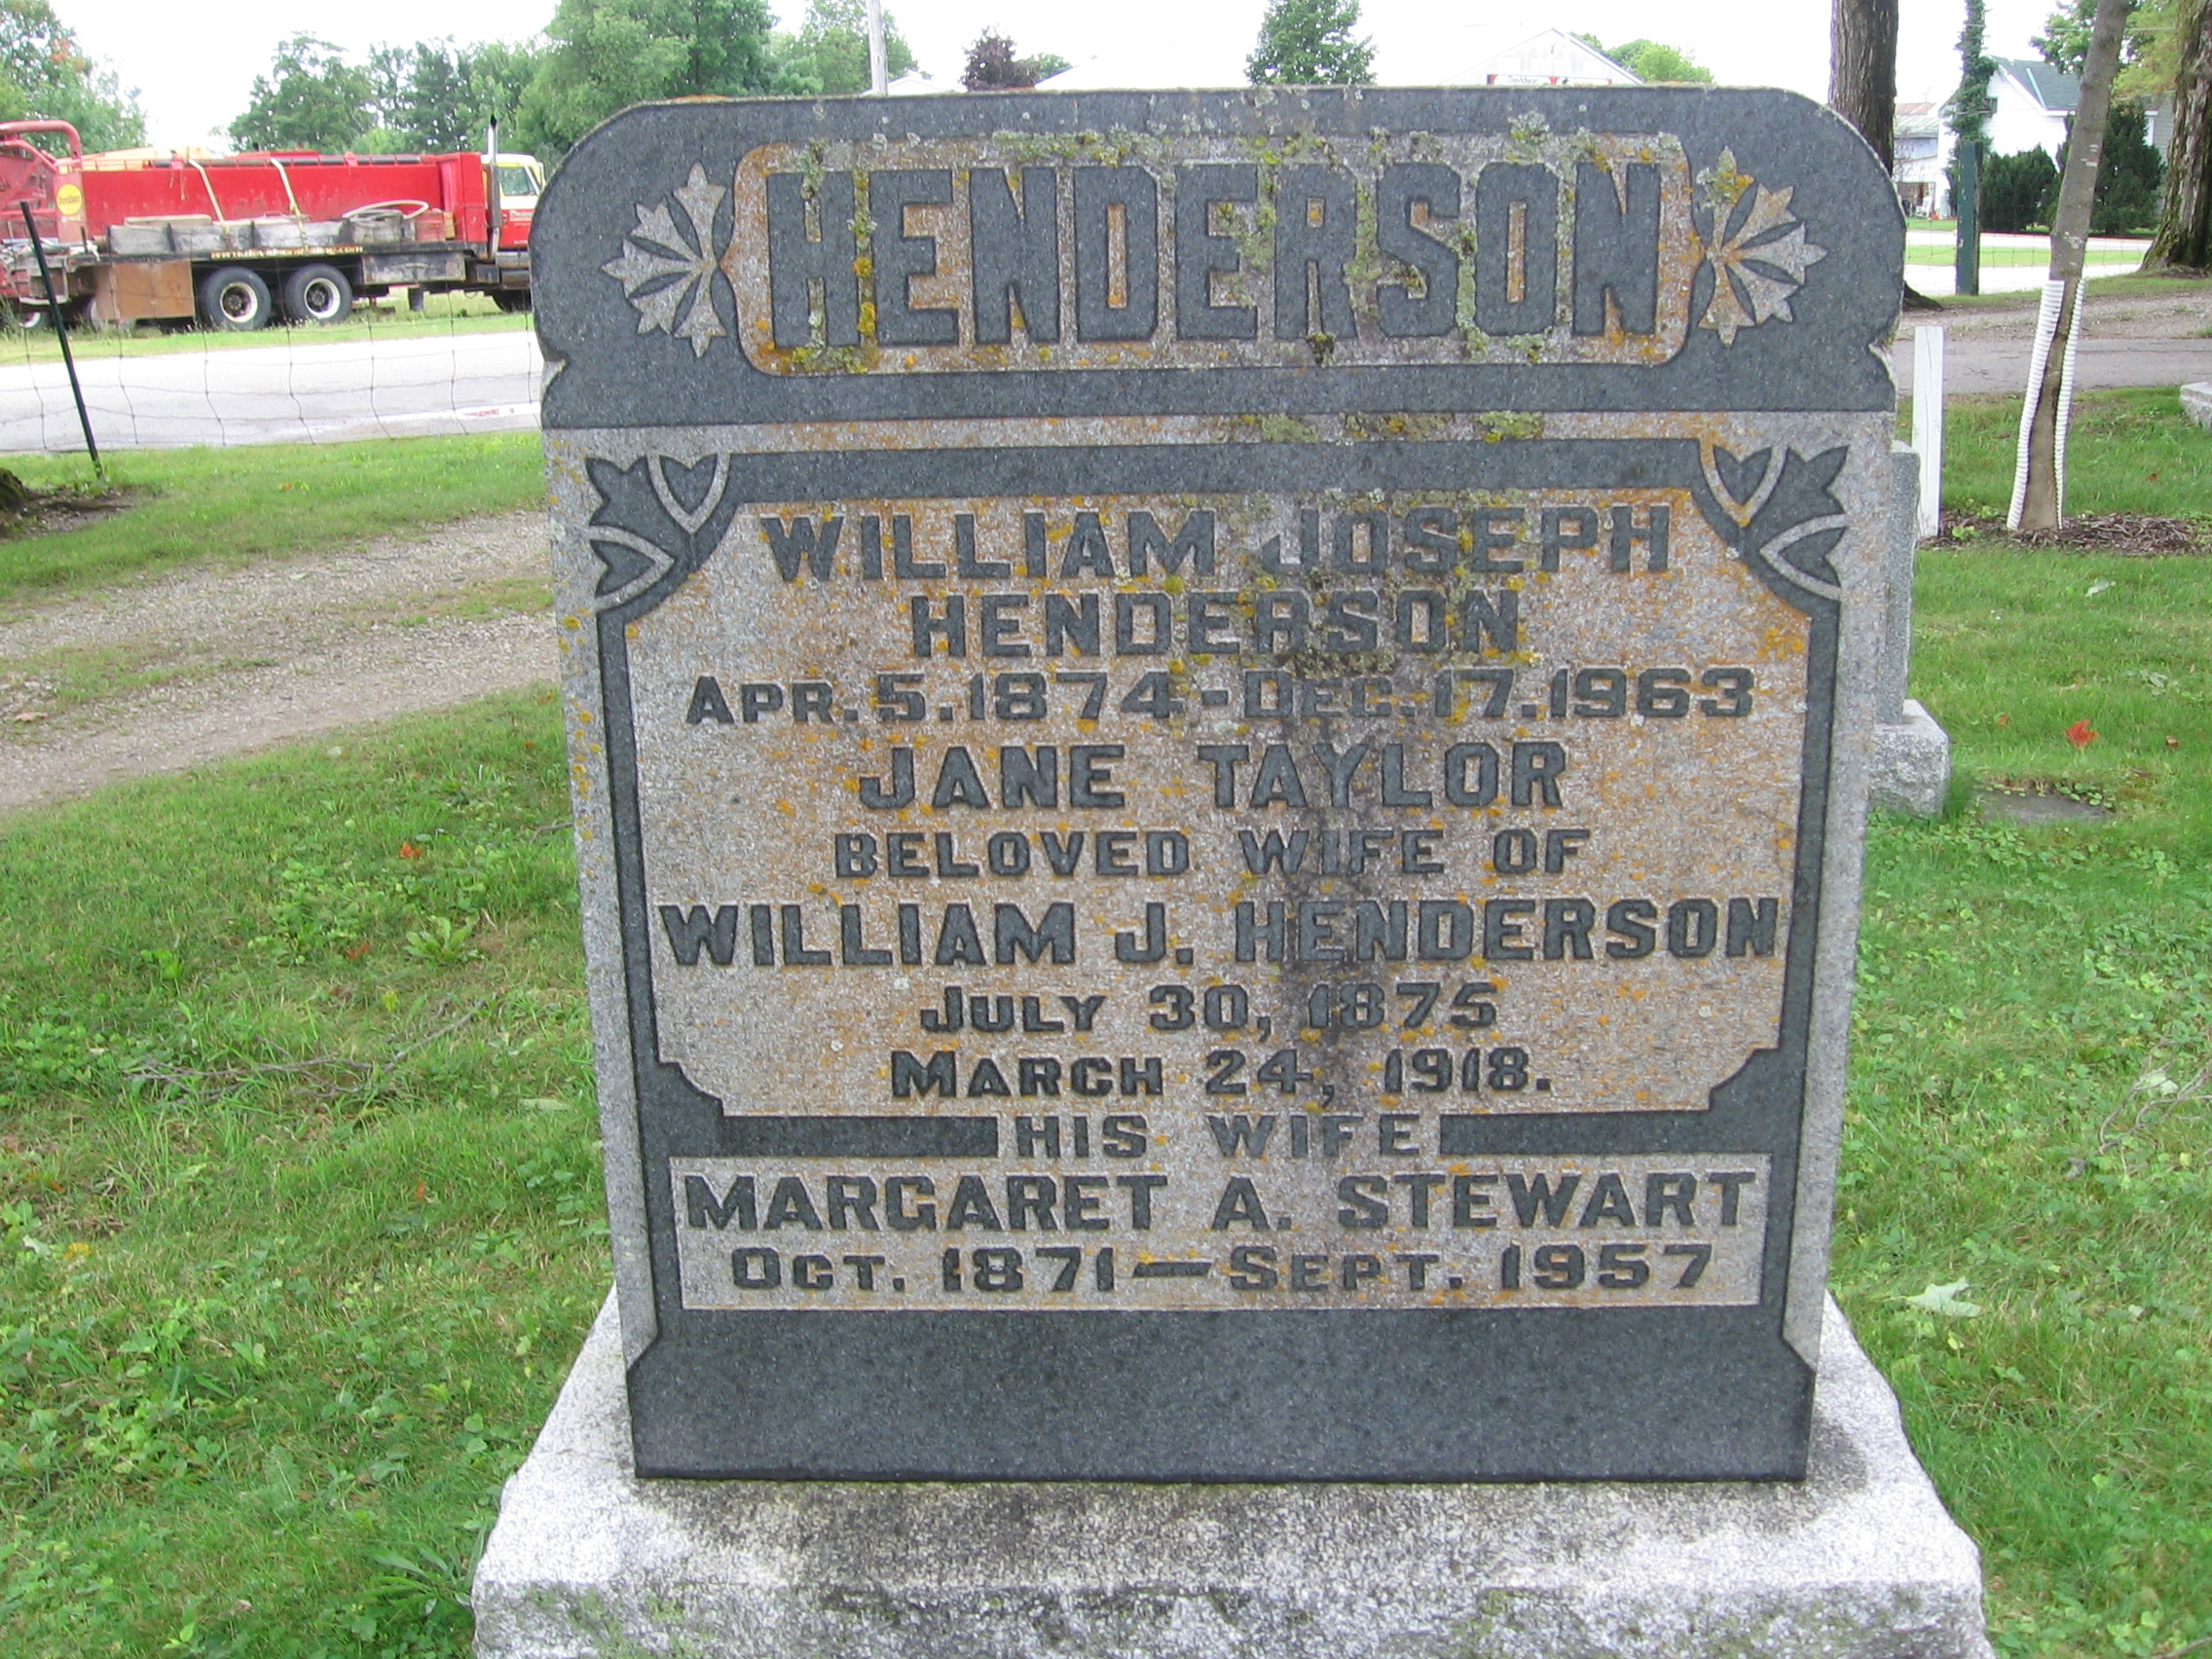 HENDERSON
WILLIAM JOSEPH
HENDERSON
APR. 5. 1874 - DEC. 17. 1963
JANE TAYLOR
BELOVED WIFE OF
WILLIAM J. HENDERSON
JULY 30, 1875
MARCH 24, 1918.
HIS WIFE
MARGARET A. STEWART
OCT. 1871 — SEPT. 1957
Davidson